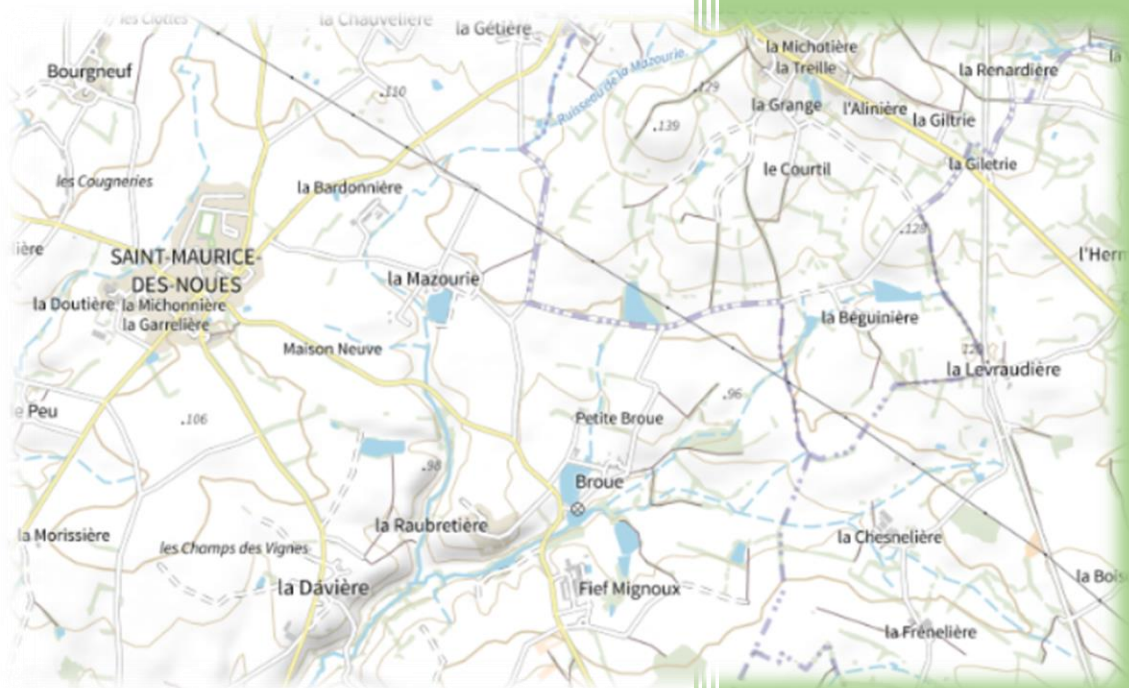 les Clottes
la Chauvelière
la Gétière
la Michotière
la Treille
la Renardière
la
Bourgneuf
.110
Ruisseau de la Mazourie
.129
la Grange
l'Alinière
la Giltrie
.139
les Cougneries
la Bardonnière
le Courtil
la Giletrie
.128
ière
SAINT-MAURICE-
DES-NOUES
l'Herm
la Mazourie
la Doutière
la Michonnière
la Garrelière
la Béguinière
Maison Neuve
la Levraudière
.96
e Peu
.106
Petite Broue
.98
Broue
la Raubretière
la Morissière
les Champs des Vignes
la Chesnelière
la Davière
Fief Mignoux
la Bois
la Frénelière